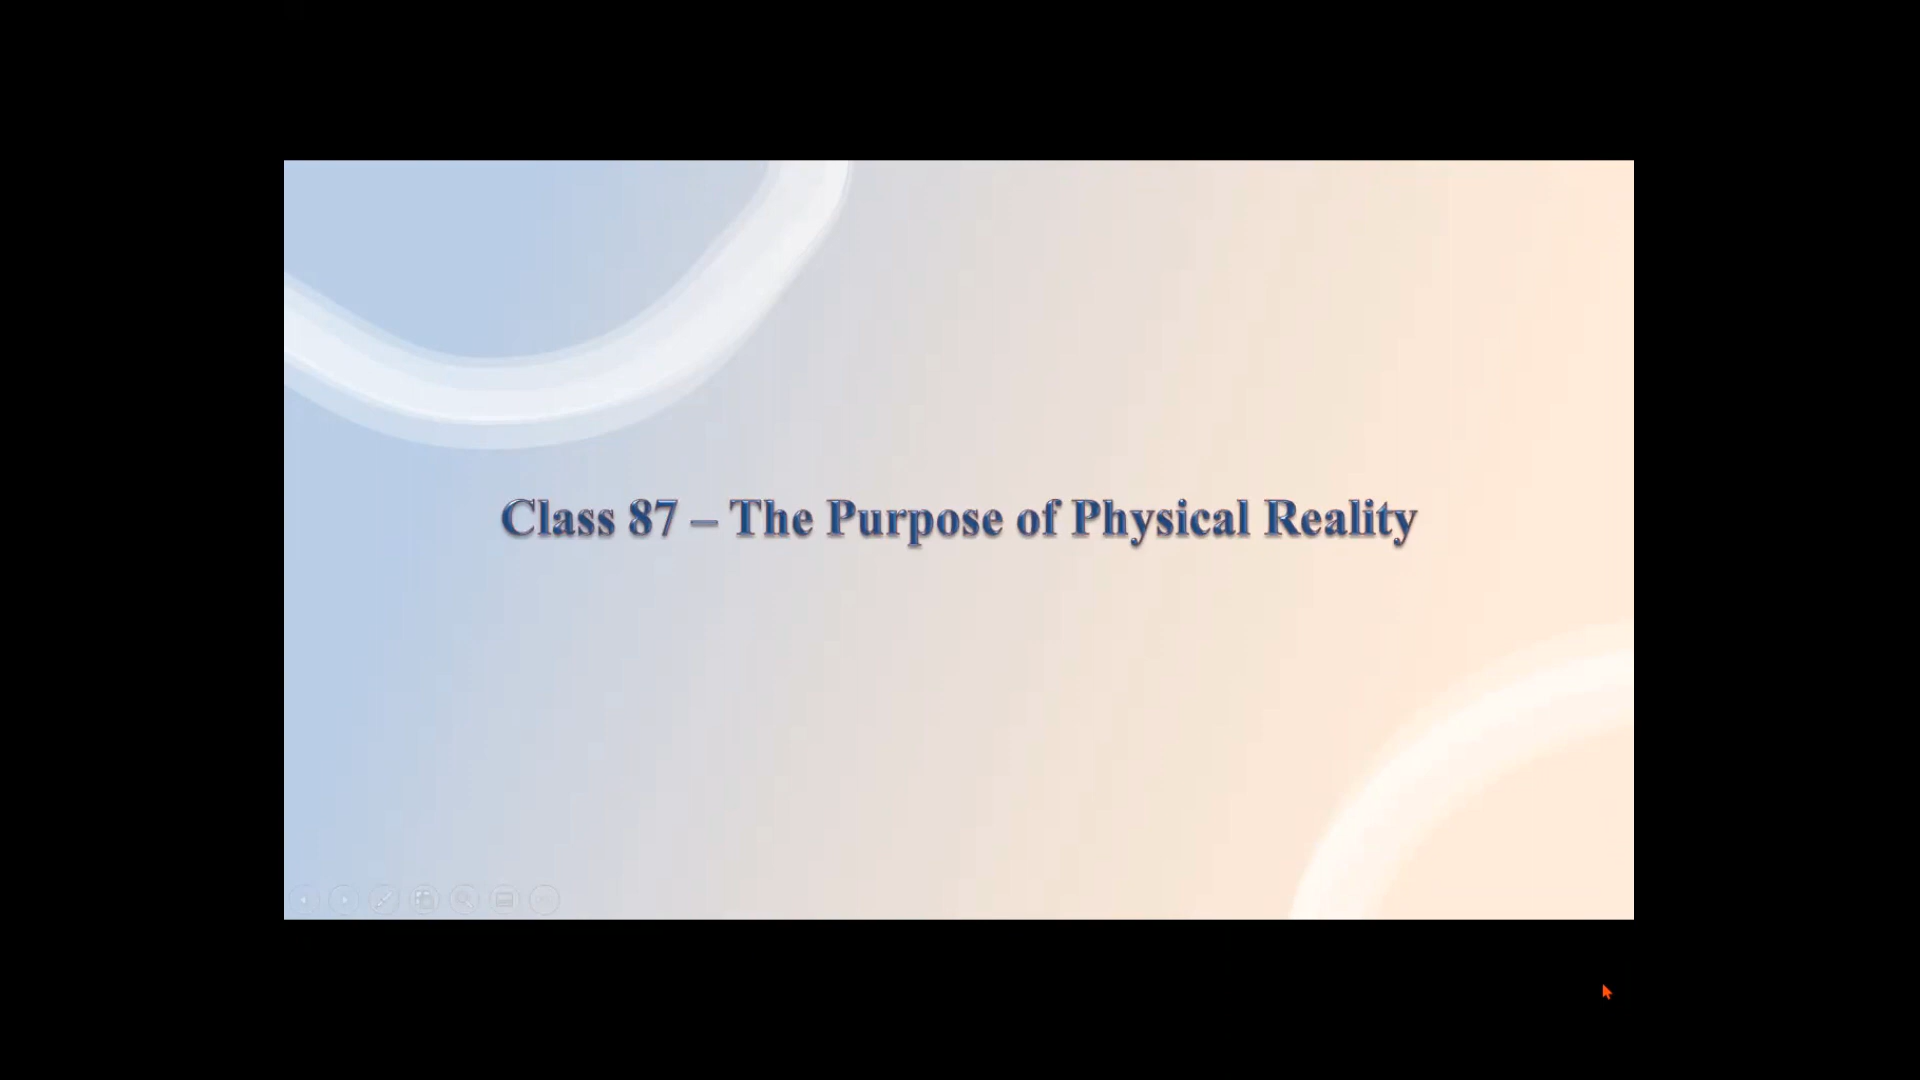 Class 87 – The Purpose of Physical Reality